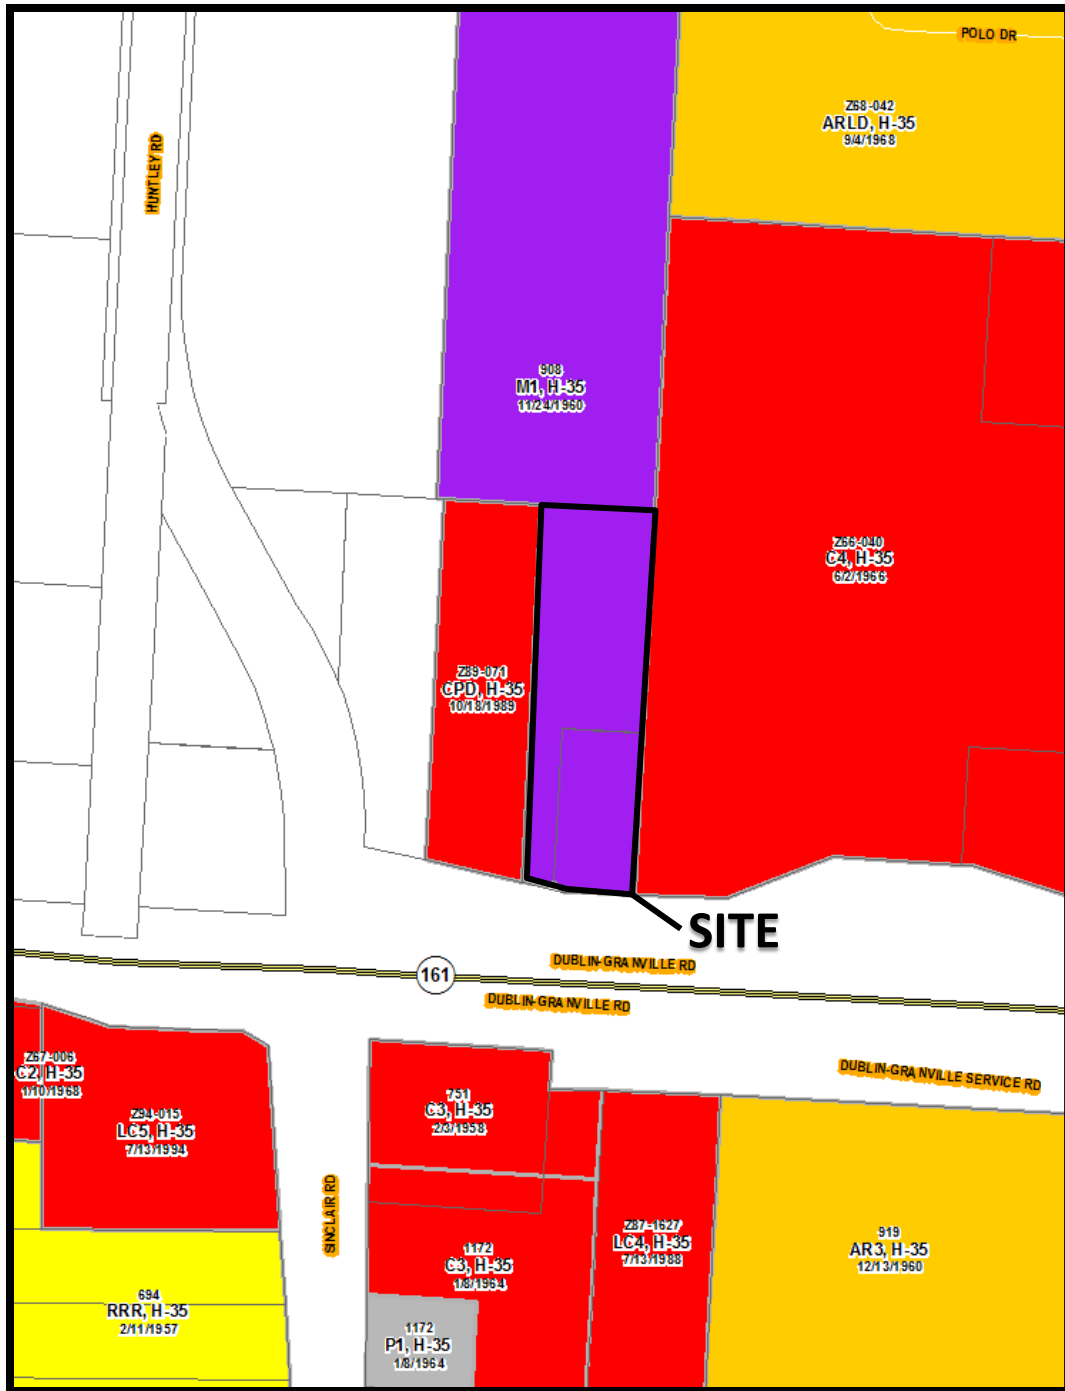 POLO DR
Z68-042
ARLD, H-35
9/4/1968
HUNTLEY RD
908
M1, H-35
11/24/1960
Z66-040
C4, H-35
6/2/1966
Z89-071
CPD, H-35
10/18/1989
SITE
DUBLIN-GRANVILLE RD
161
DUBLIN-GRANVILLE RD
DUBLIN-GRANVILLE SERVICE RD
Z67-006
C2, H-35
1/10/1968
751
C3, H-35
2/3/1958
Z94-015
LC5, H-35
7/13/1994
SINCLAIR RD
Z87-1627
LC4, H-35
7/13/1988
919
AR3, H-35
12/13/1960
1172
C3, H-35
1/8/1964
694
RRR, H-35
2/11/1957
1172
P1, H-35
1/8/1964